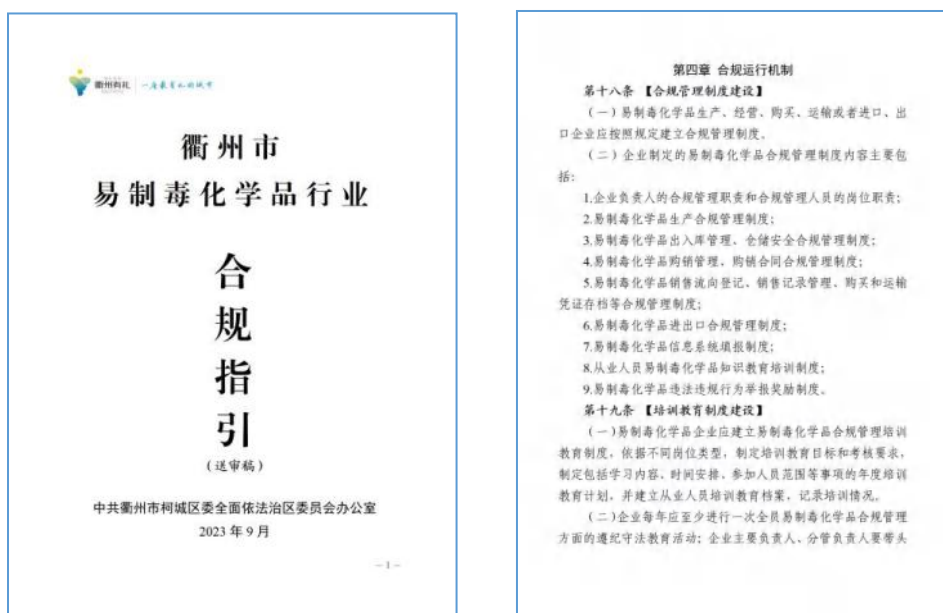 衢州有礼
一座最有礼的城市
衢州市
易制毒化学品行业
合
规
指
引
(送审稿)
中共衢州市柯城区委全面依法治区委员会办公室
2023年9月
—1—
第四章 合规运行机制
第十八条 【合规管理制度建设】
(一)易制毒化学品生产、经营、购买、运输或者进口、出
口企业应按照规定建立合规管理制度。
(二)企业制定的易制毒化学品合规管理制度内容主要包
括:
1.企业负责人的合规管理职责和合规管理人员的岗位职责;
2.易制毒化学品生产合规管理制度;
3.易制毒化学品出入库管理、仓储安全合规管理制度;
4.易制毒化学品购销管理、购销合同合规管理制度;
5.易制毒化学品销售流向登记、销售记录管理、购买和运输
凭证存档等合规管理制度;
6.易制毒化学品进出口合规管理制度;
7.易制毒化学品信息系统填报制度;
8.从业人员易制毒化学品知识教育培训制度;
9.易制毒化学品违法违规行为举报奖励制度。
第十九条 【培训教育制度建设】
(一)易制毒化学品企业应建立易制毒化学品合规管理培训
教育制度,依据不同岗位类型,制定培训教育目标和考核要求,
制定包括学习内容、时间安排、参加人员范围等事项的年度培训
教育计划,并建立从业人员培训教育档案,记录培训情况。
(二)企业每年应至少进行一次全员易制毒化学品合规管理
方面的遵纪守法教育活动;企业主要负责人、分管负责人要带头